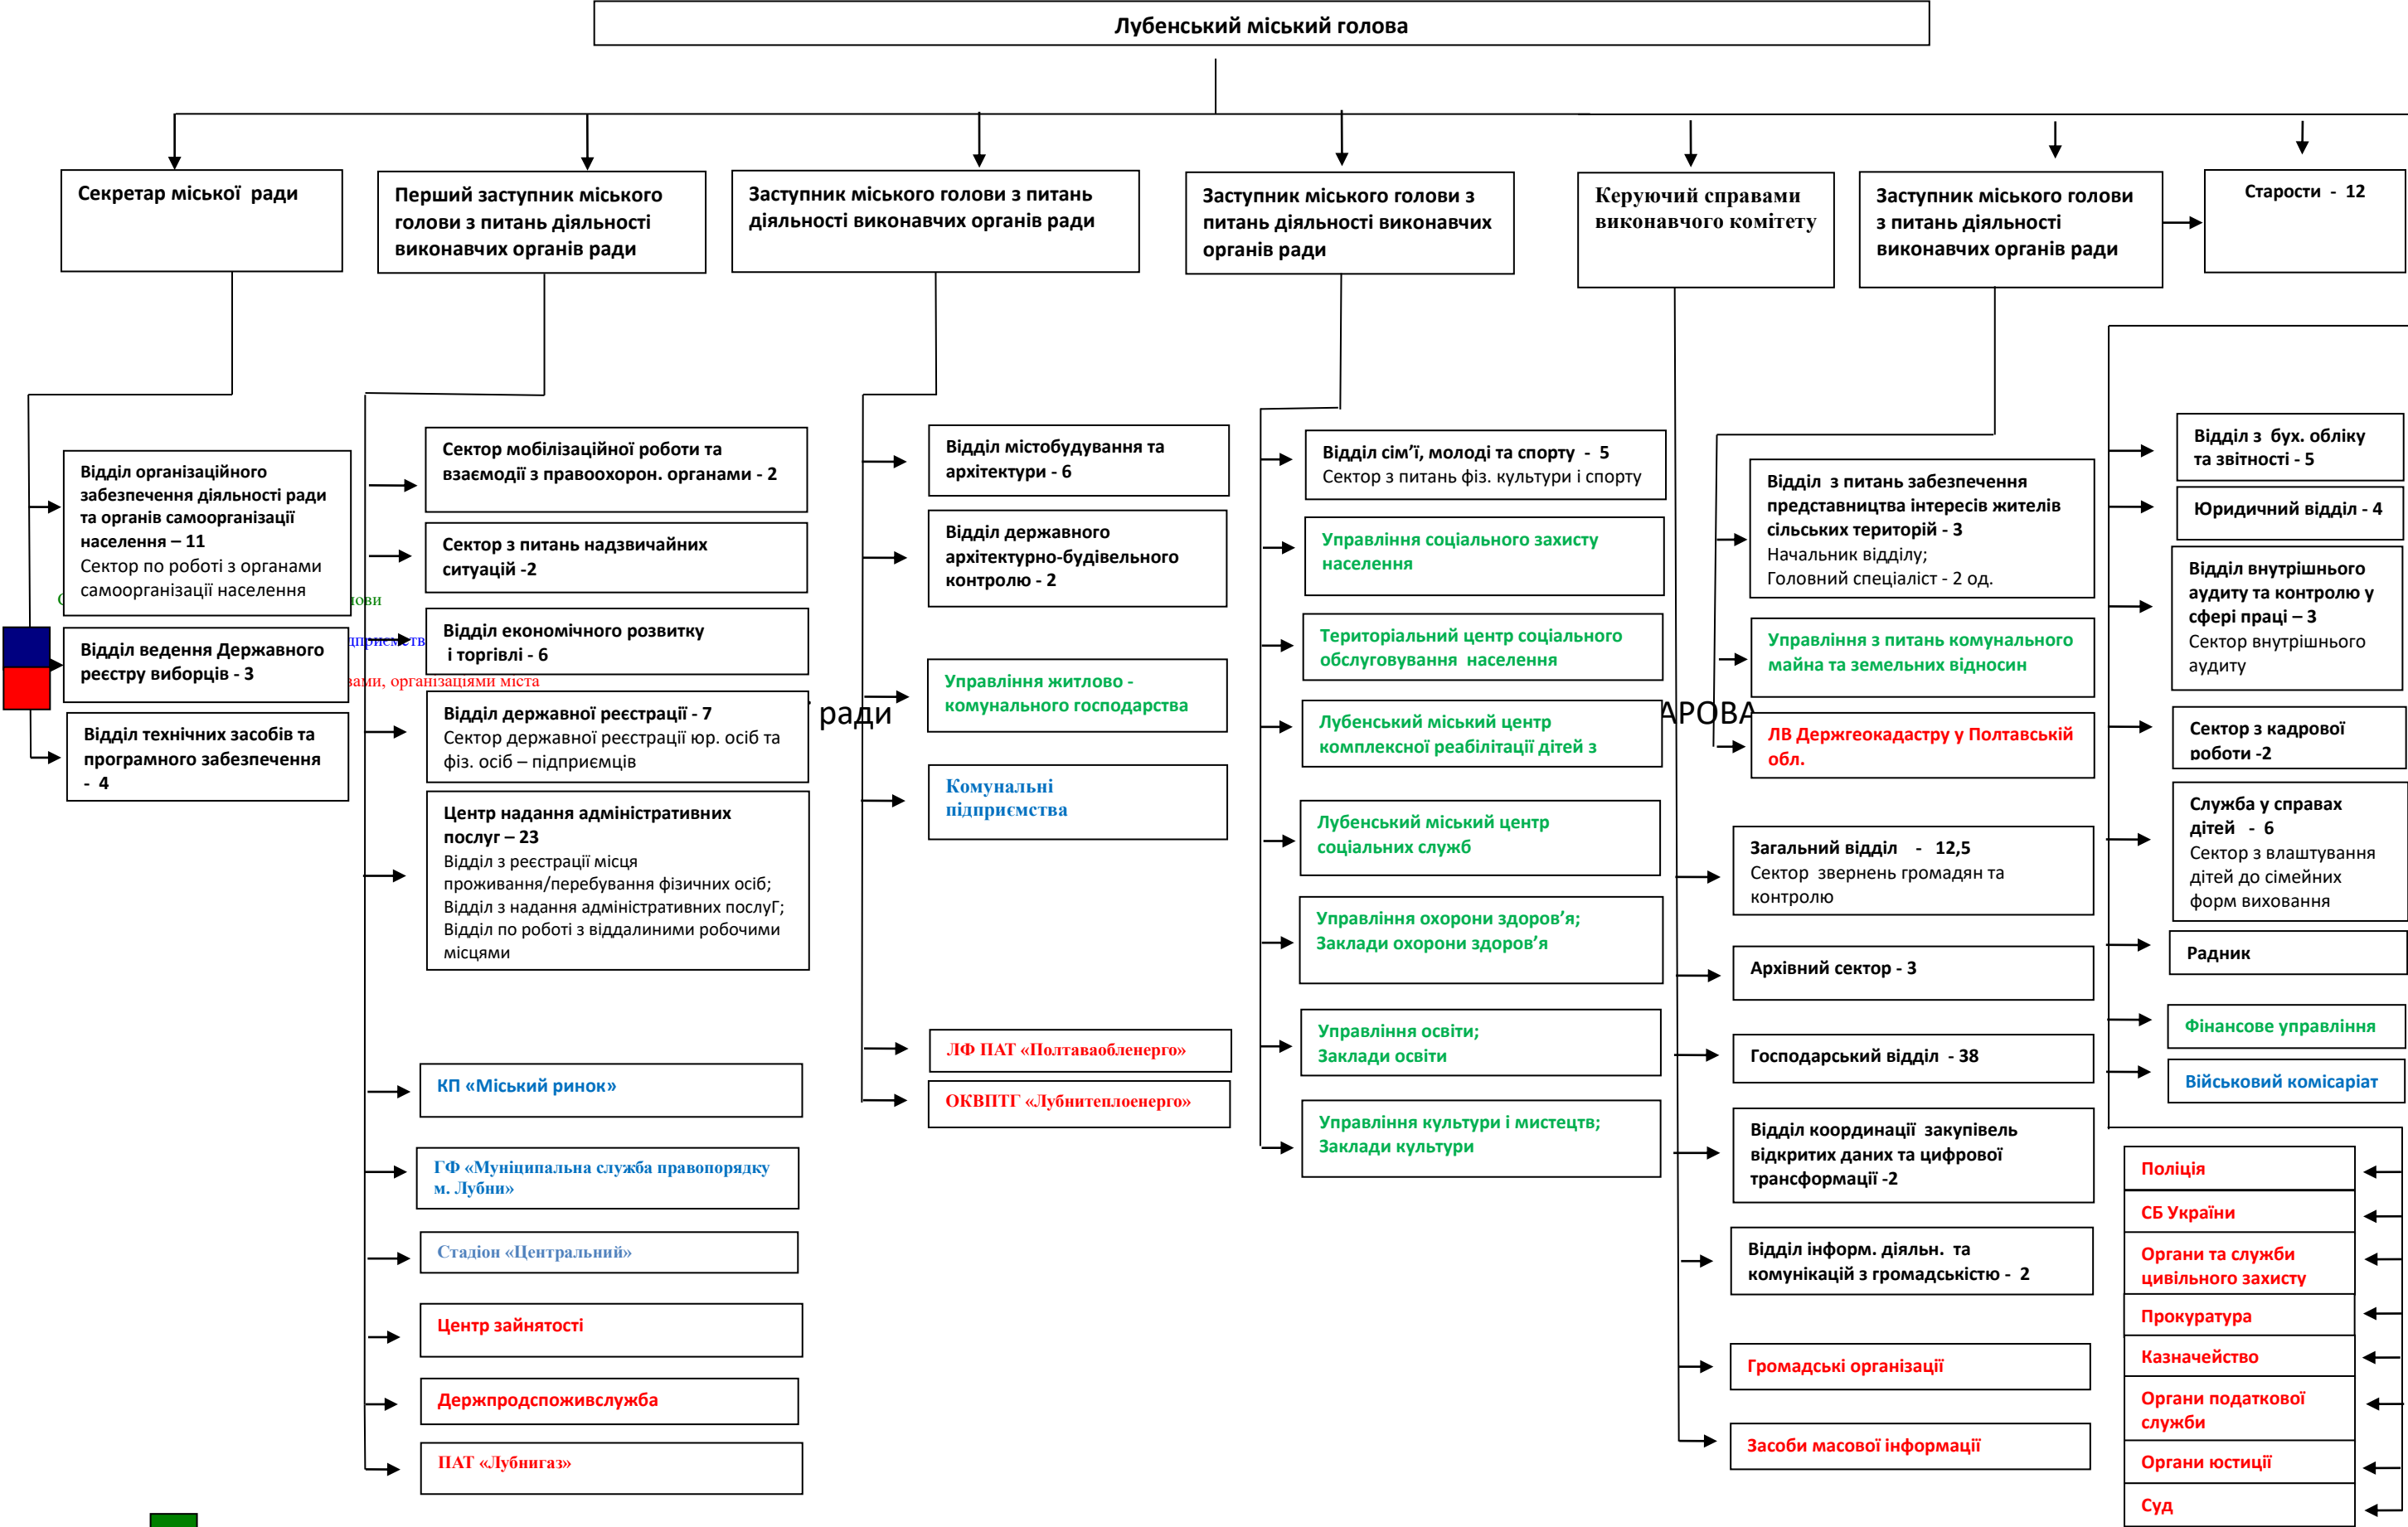 Лубенський міський голова
Секретар міської ради
Перший заступник міського
голови з питань діяльності
виконавчих органів ради
Заступник міського голови з питань
діяльності виконавчих органів ради
Заступник міського голови з
питань діяльності виконавчих
органів ради
Керуючий справами
виконавчого комітету
Заступник міського голови
з питань діяльності
виконавчих органів ради
Старости - 12
Відділ організаційного
забезпечення діяльності ради
та органів самоорганізації
населення – 11
Сектор по роботі з органами
самоорганізації населення
Відділ ведення Державного
реєстру виборців - 3
вами, організаціями міста
Відділ технічних засобів та
програмного забезпечення
- 4
Сектор мобілізаційної роботи та
взаємодії з правоохорон. органами - 2
Сектор з питань надзвичайних
ситуацій -2
Відділ економічного розвитку
і торгівлі - 6
Відділ державної реєстрації - 7
Сектор державної реєстрації юр. осіб та
фіз. осіб – підприємців
Центр надання адміністративних
послуг – 23
Відділ з реєстрації місця
проживання/перебування фізичних осіб;
Відділ з надання адміністративних послуГ;
Відділ по роботі з віддалиними робочими
місцями
КП «Міський ринок»
ГФ «Муніципальна служба правопорядку
м. Лубни»
Стадіон «Центральний»
Центр зайнятості
Держпродспоживслужба
ПАТ «Лубнигаз»
Відділ містобудування та
архітектури - 6
Відділ державного
архітектурно-будівельного
контролю - 2
Управління житлово -
комунального господарства
ради
Комунальні
підприємства
ЛФ ПАТ «Полтаваобленерго»
ОКВПТГ «Лубнитеплоенерго»
Відділ сім’ї, молоді та спорту - 5
Сектор з питань фіз. культури і спорту
Управління соціального захисту
населення
Територіальний центр соціального
обслуговування населення
Лубенський міський центр
комплексної реабілітації дітей з
АРОВА
Лубенський міський центр
соціальних служб
Управління охорони здоров’я;
Заклади охорони здоров’я
Управління освіти;
Заклади освіти
Управління культури і мистецтв;
Заклади культури
Відділ з питань забезпечення
представництва інтересів жителів
сільських територій - 3
Начальник відділу;
Головний спеціаліст - 2 од.
Управління з питань комунального
майна та земельних відносин
ЛВ Держгеокадастру у Полтавській
обл.
Загальний відділ - 12,5
Сектор звернень громадян та
контролю
Архівний сектор - 3
Господарський відділ - 38
Відділ координації закупівель
відкритих даних та цифрової
трансформації -2
Відділ інформ. діяльн. та
комунікацій з громадськістю - 2
Громадські організації
Засоби масової інформації
Відділ з бух. обліку
та звітності - 5
Юридичний відділ - 4
Відділ внутрішнього
аудиту та контролю у
сфері праці – 3
Сектор внутрішнього
аудиту
Сектор з кадрової
роботи -2
Служба у справах
дітей - 6
Сектор з влаштування
дітей до сімейних
форм виховання
Радник
Фінансове управління
Військовий комісаріат
Поліція
СБ України
Органи та служби
цивільного захисту
Прокуратура
Казначейство
Органи податкової
служби
Органи юстиції
Суд